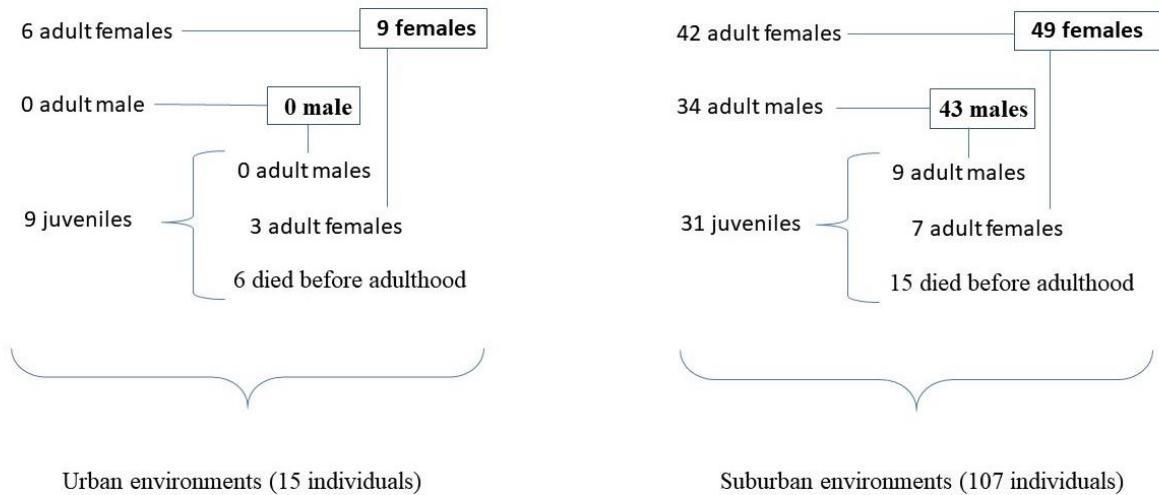 6 adult females
9 females
0 adult male
0 male
0 adult males
9 juveniles
3 adult females
6 died before adulthood
Urban environments (15 individuals)
42 adult females
49 females
34 adult males
43 males
9 adult males
31 juveniles
7 adult females
15 died before adulthood
Suburban environments (107 individuals)